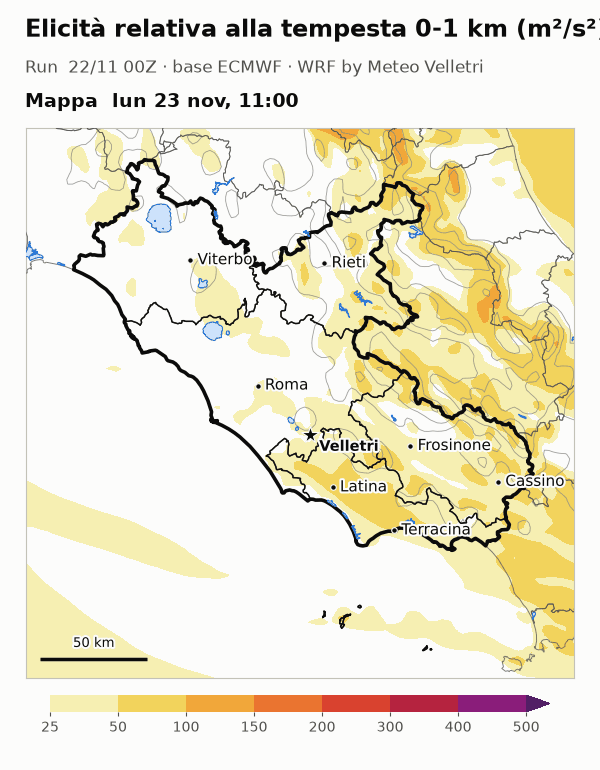 Elicità relativa alla tempesta 0-1 km (m²/s²)
Run 22/11 00Z · base ECMWF · WRF by Meteo Velletri
Mappa lun 23 nov, 11:00
Viterbo
Rieti
Roma
Velletri
Frosinone
Latina
Cassino
Terracina
50 km
25 50 100 150 200 300 400 500